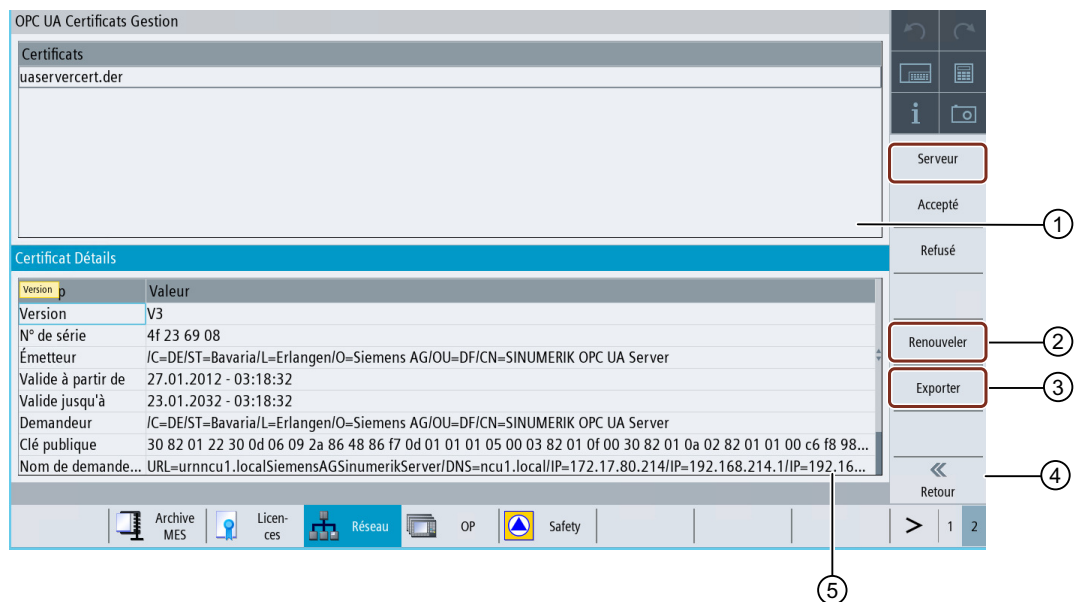 OPC UA Certificats Gestion
Certificats
uaservercert.der
Serveur
Accepté
Refusé
Renouveler
Exporter
Retour
1
2
3
4
5
Certificat Détails
Version p Valeur
Version V3
N° de série 4f 23 69 08
Émetteur /C=DE/ST=Bavaria/L=Erlangen/O=Siemens AG/OU=DF/CN=SINUMERIK OPC UA Server
Valide à partir de 27.01.2012 - 03:18:32
Valide jusqu'à 23.01.2032 - 03:18:32
Demandeur /C=DE/ST=Bavaria/L=Erlangen/O=Siemens AG/OU=DF/CN=SINUMERIK OPC UA Server
Clé publique 30 82 01 22 30 0d 06 09 2a 86 48 86 f7 0d 01 01 01 05 00 03 82 01 0f 00 30 82 01 0a 02 82 01 01 00 c6 f8 98...
Nom de demande... URL=urnncu1.localSiemensAGSinumerikServer/DNS=ncu1.local/IP=172.17.80.214/IP=192.168.214.1/IP=192.16...
Archive
MES
Licen-
ces
Réseau
OP
Safety
> 1 2